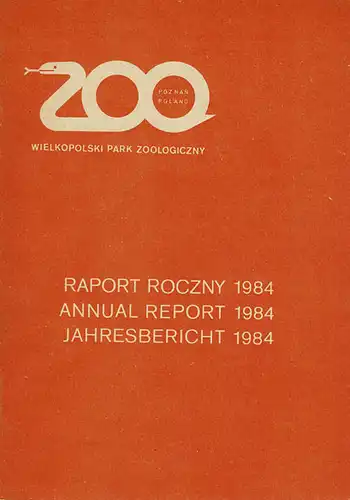 ZOO
POZNAŃ
POLAND
WIELKOPOLSKI PARK ZOOLOGICZNY
RAPORT ROCZNY 1984
ANNUAL REPORT 1984
JAHRESBERICHT 1984